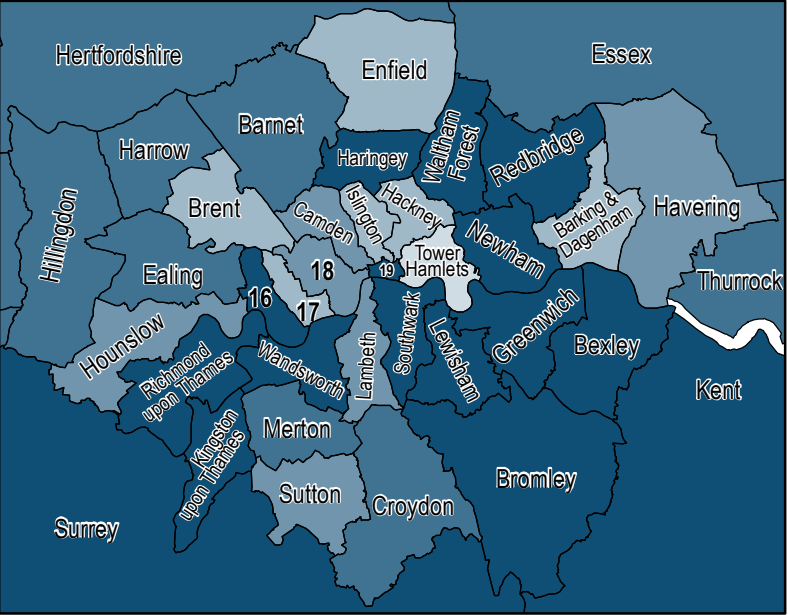 Hertfordshire
Essex
Enfield
Barnet
Harrow
Haringey
Waltham
Forest
Redbridge
Hillingdon
Brent
Camden
Islington
Hackney
Havering
Barking &
Dagenham
Newham
Tower
Hamlets
Ealing
16
17
18
19
Thurrock
Hounslow
Richmond
upon Thames
Wandsworth
Lambeth
Southwark
Lewisham
Greenwich
Bexley
Kent
Kingston
upon Thames
Merton
Sutton
Croydon
Bromley
Surrey